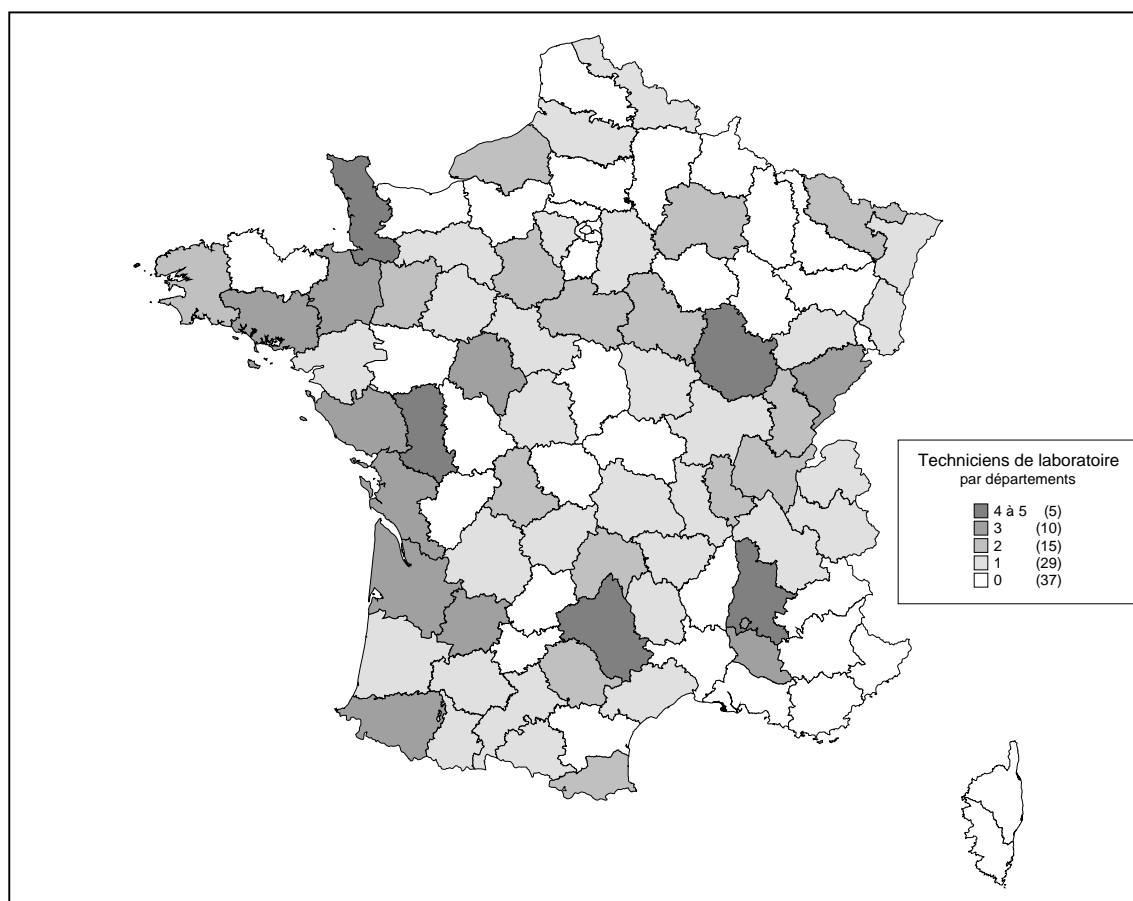 Techniciens de laboratoire
par départements
4 à 5 (5)
3 (10)
2 (15)
1 (29)
0 (37)